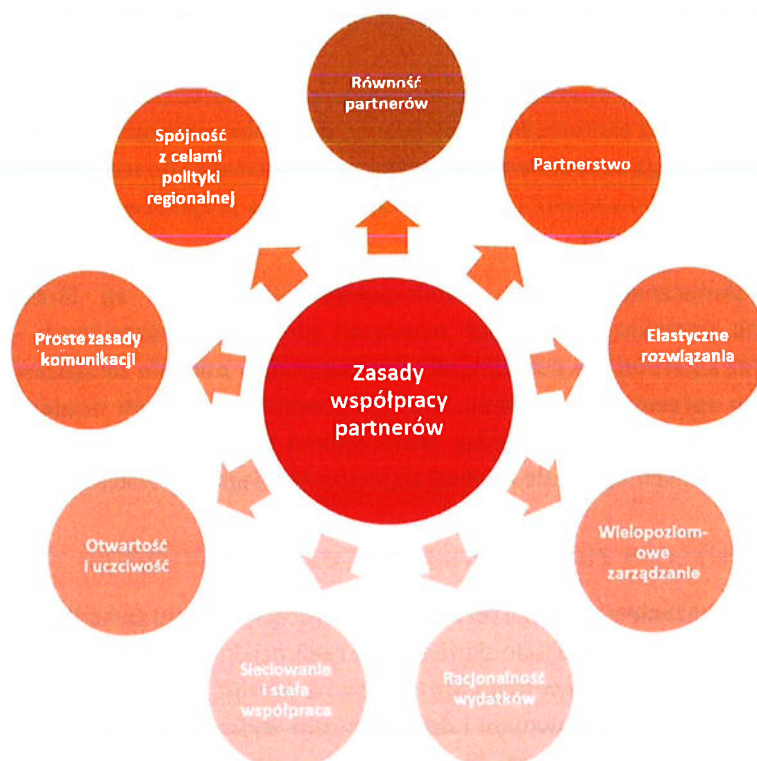 Równość
partnerów
Partnerstwo
Elastyczne
rozwiązania
Wielopoziom-
owe
zarządzanie
Racjonalność
wydatków
Sieciowanie
i stała
współpraca
Otwartość
i uczciwość
Proste zasady
komunikacji
Spójność
z celami
polityki
regionalnej
Zasady
współpracy
partnerów